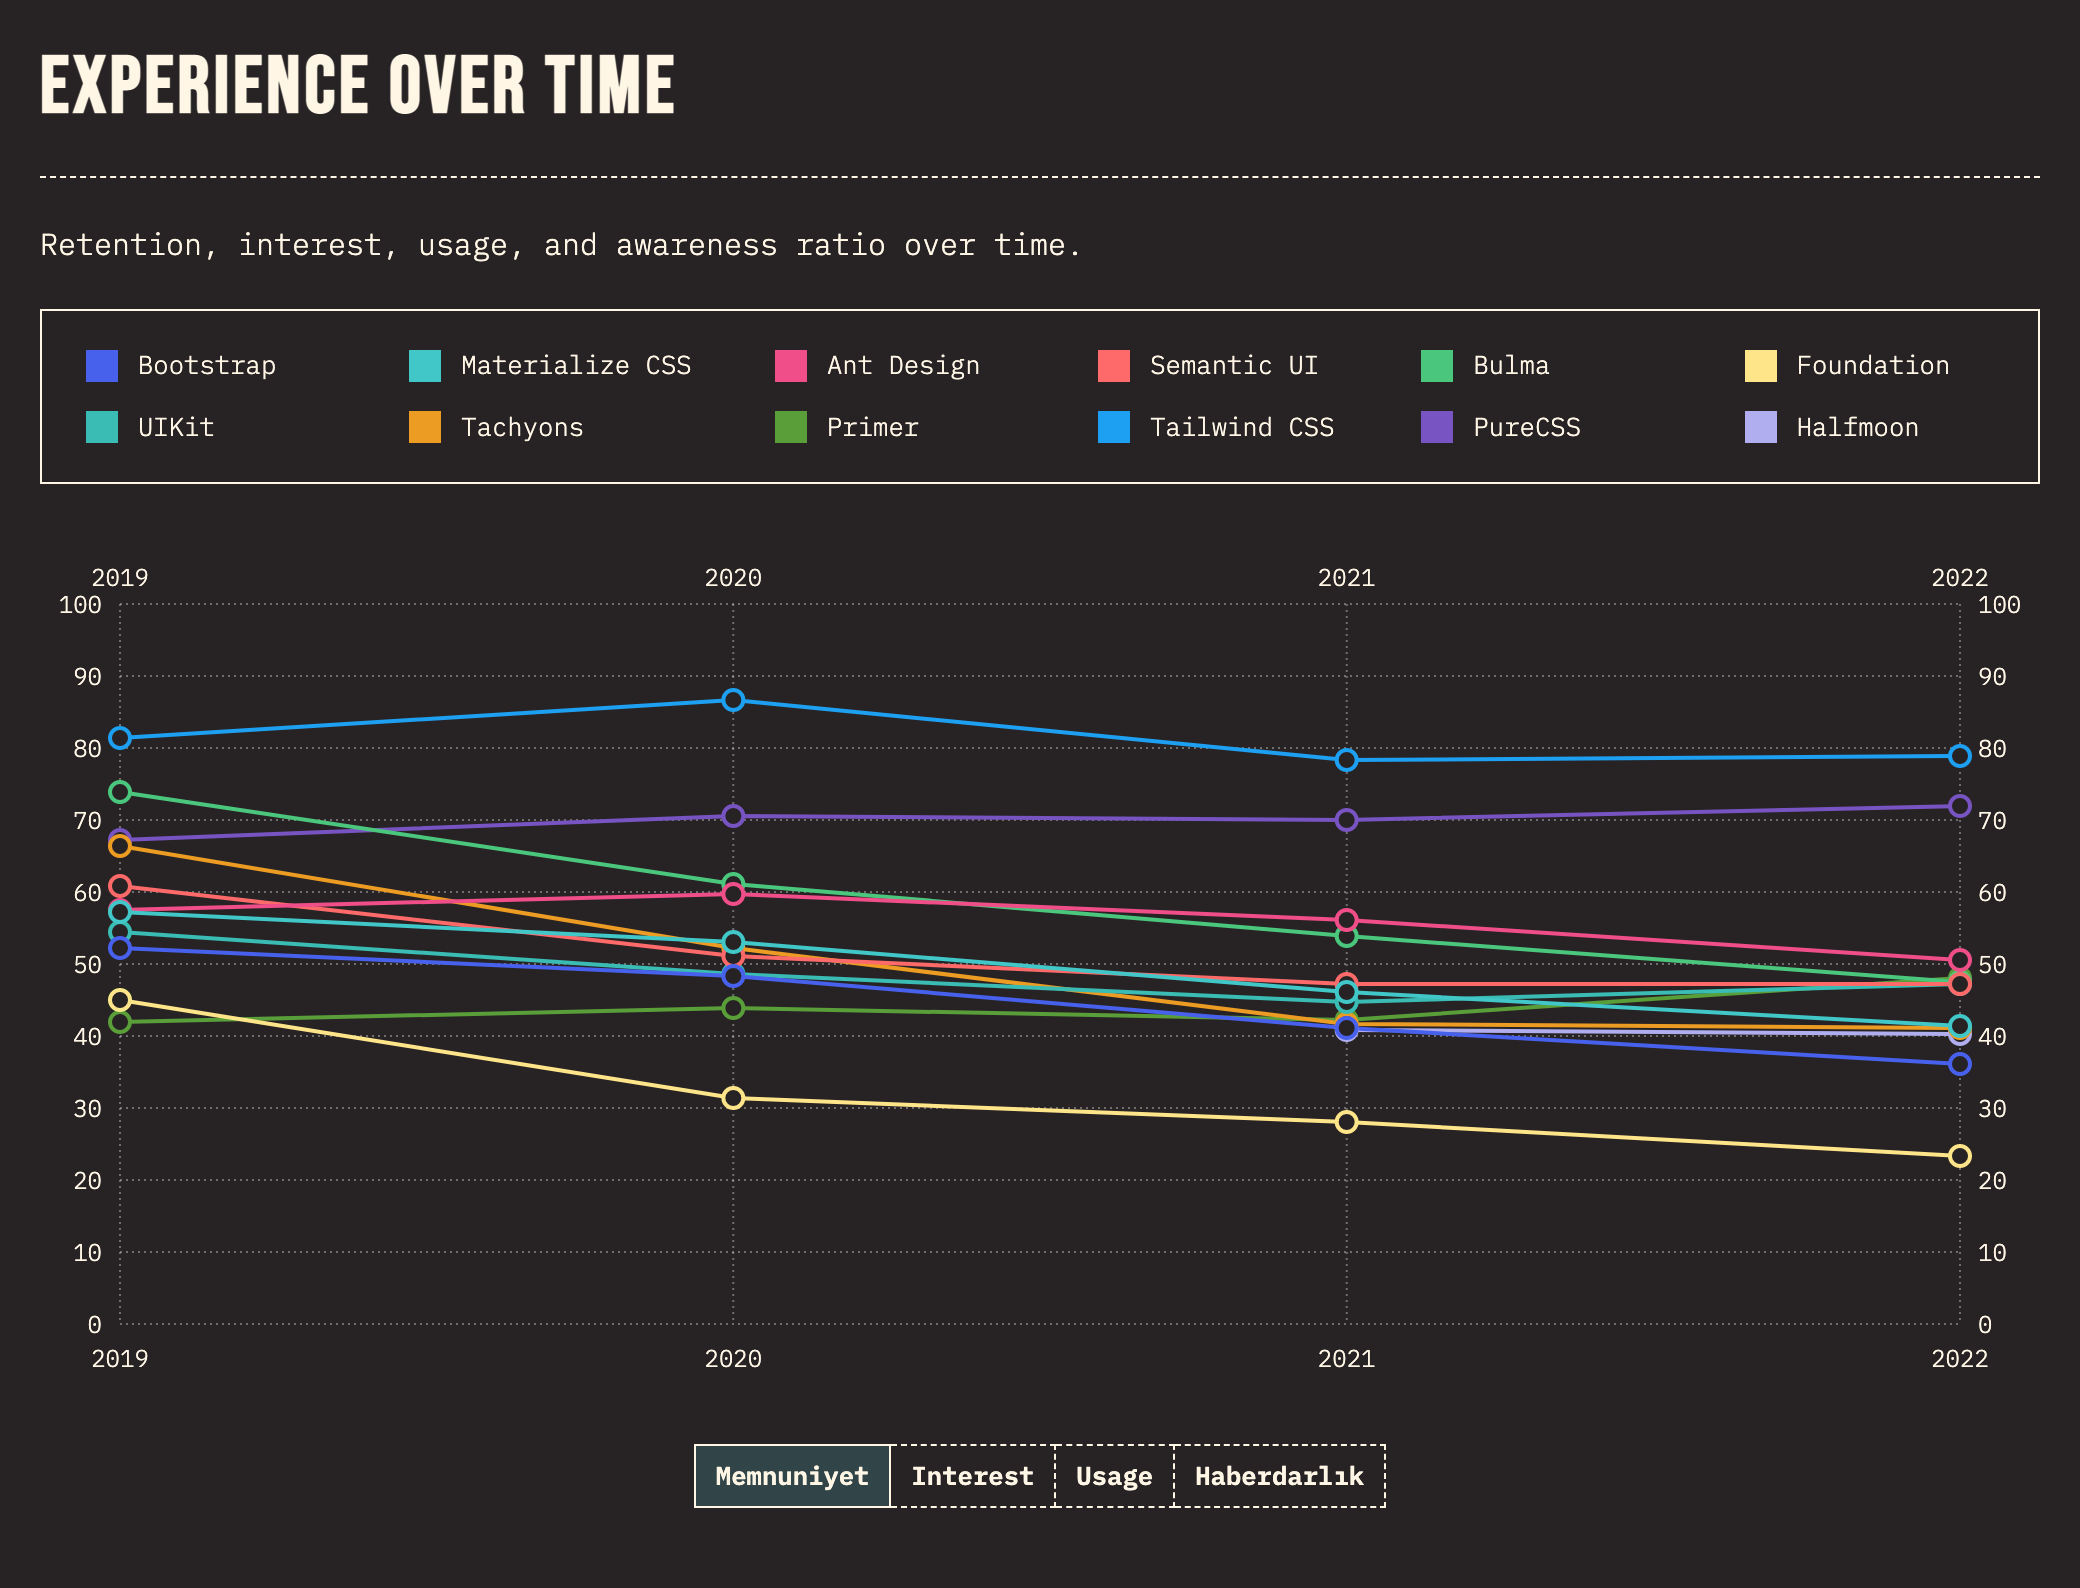 EXPERIENCE OVER TIME
Retention, interest, usage, and awareness ratio over time.
Bootstrap Materialize CSS Ant Design Semantic UI Bulma Foundation
UIKit Tachyons Primer Tailwind CSS PureCSS Halfmoon
2019 2020 2021 2022
100 100
90 90
80 80
70 70
60 60
50 50
40 40
30 30
20 20
10 10
0 0
2019 2020 2021 2022
Memnuniyet Interest Usage Haberdarlık